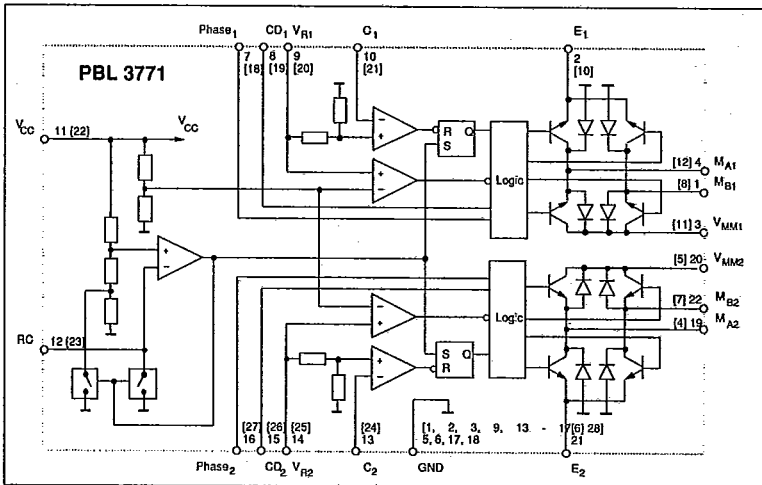 Phase1 CD1 VR1 C1 E1
7 8 9 10 2
[18] [19] [20] [21] [10]
PBL 3771
VCC 11 {22} VCC
R Q
S
Logic
[12] 4 MA1
[8] 1 MB1
{11] 3 VMM1
[5] 20 VMM2
[7] 22 MB2
{4] 19 MA2
+
−
RC 12 {23]
Logic
S Q
R
[27] {26] {25] {24]
16 15 14 13
[1, 2, 3, 9, 13 - 17{6] 28]
5, 6, 17, 18 21
Phase2 CD2 VR2 C2 GND E2